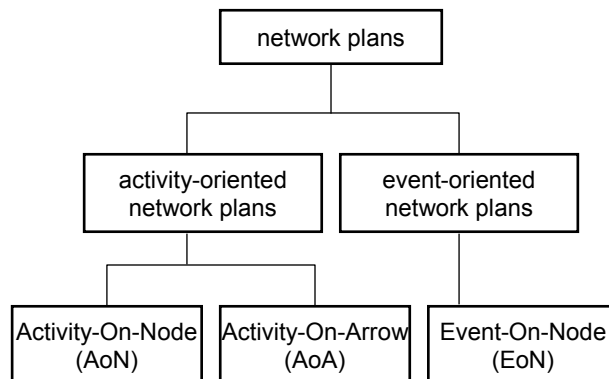 network plans
activity-oriented
network plans
event-oriented
network plans
Activity-On-Node
(AoN)
Activity-On-Arrow
(AoA)
Event-On-Node
(EoN)